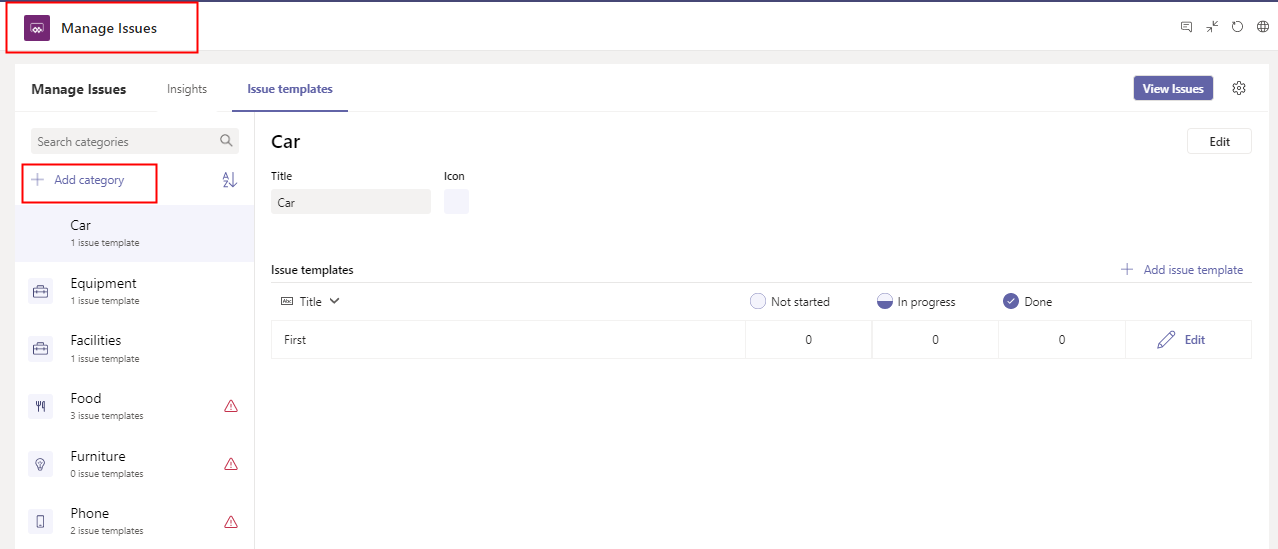 Manage Issues
Manage Issues
Insights
Issue templates
View Issues
Search categories
Add category
A
Z
Car
1 issue template
Equipment
1 issue template
Facilities
1 issue template
Food
3 issue templates
Furniture
0 issue templates
Phone
2 issue templates
Car
Edit
Title
Icon
Car
Issue templates
Add issue template
Abc Title
Not started
In progress
Done
First
0
0
0
Edit